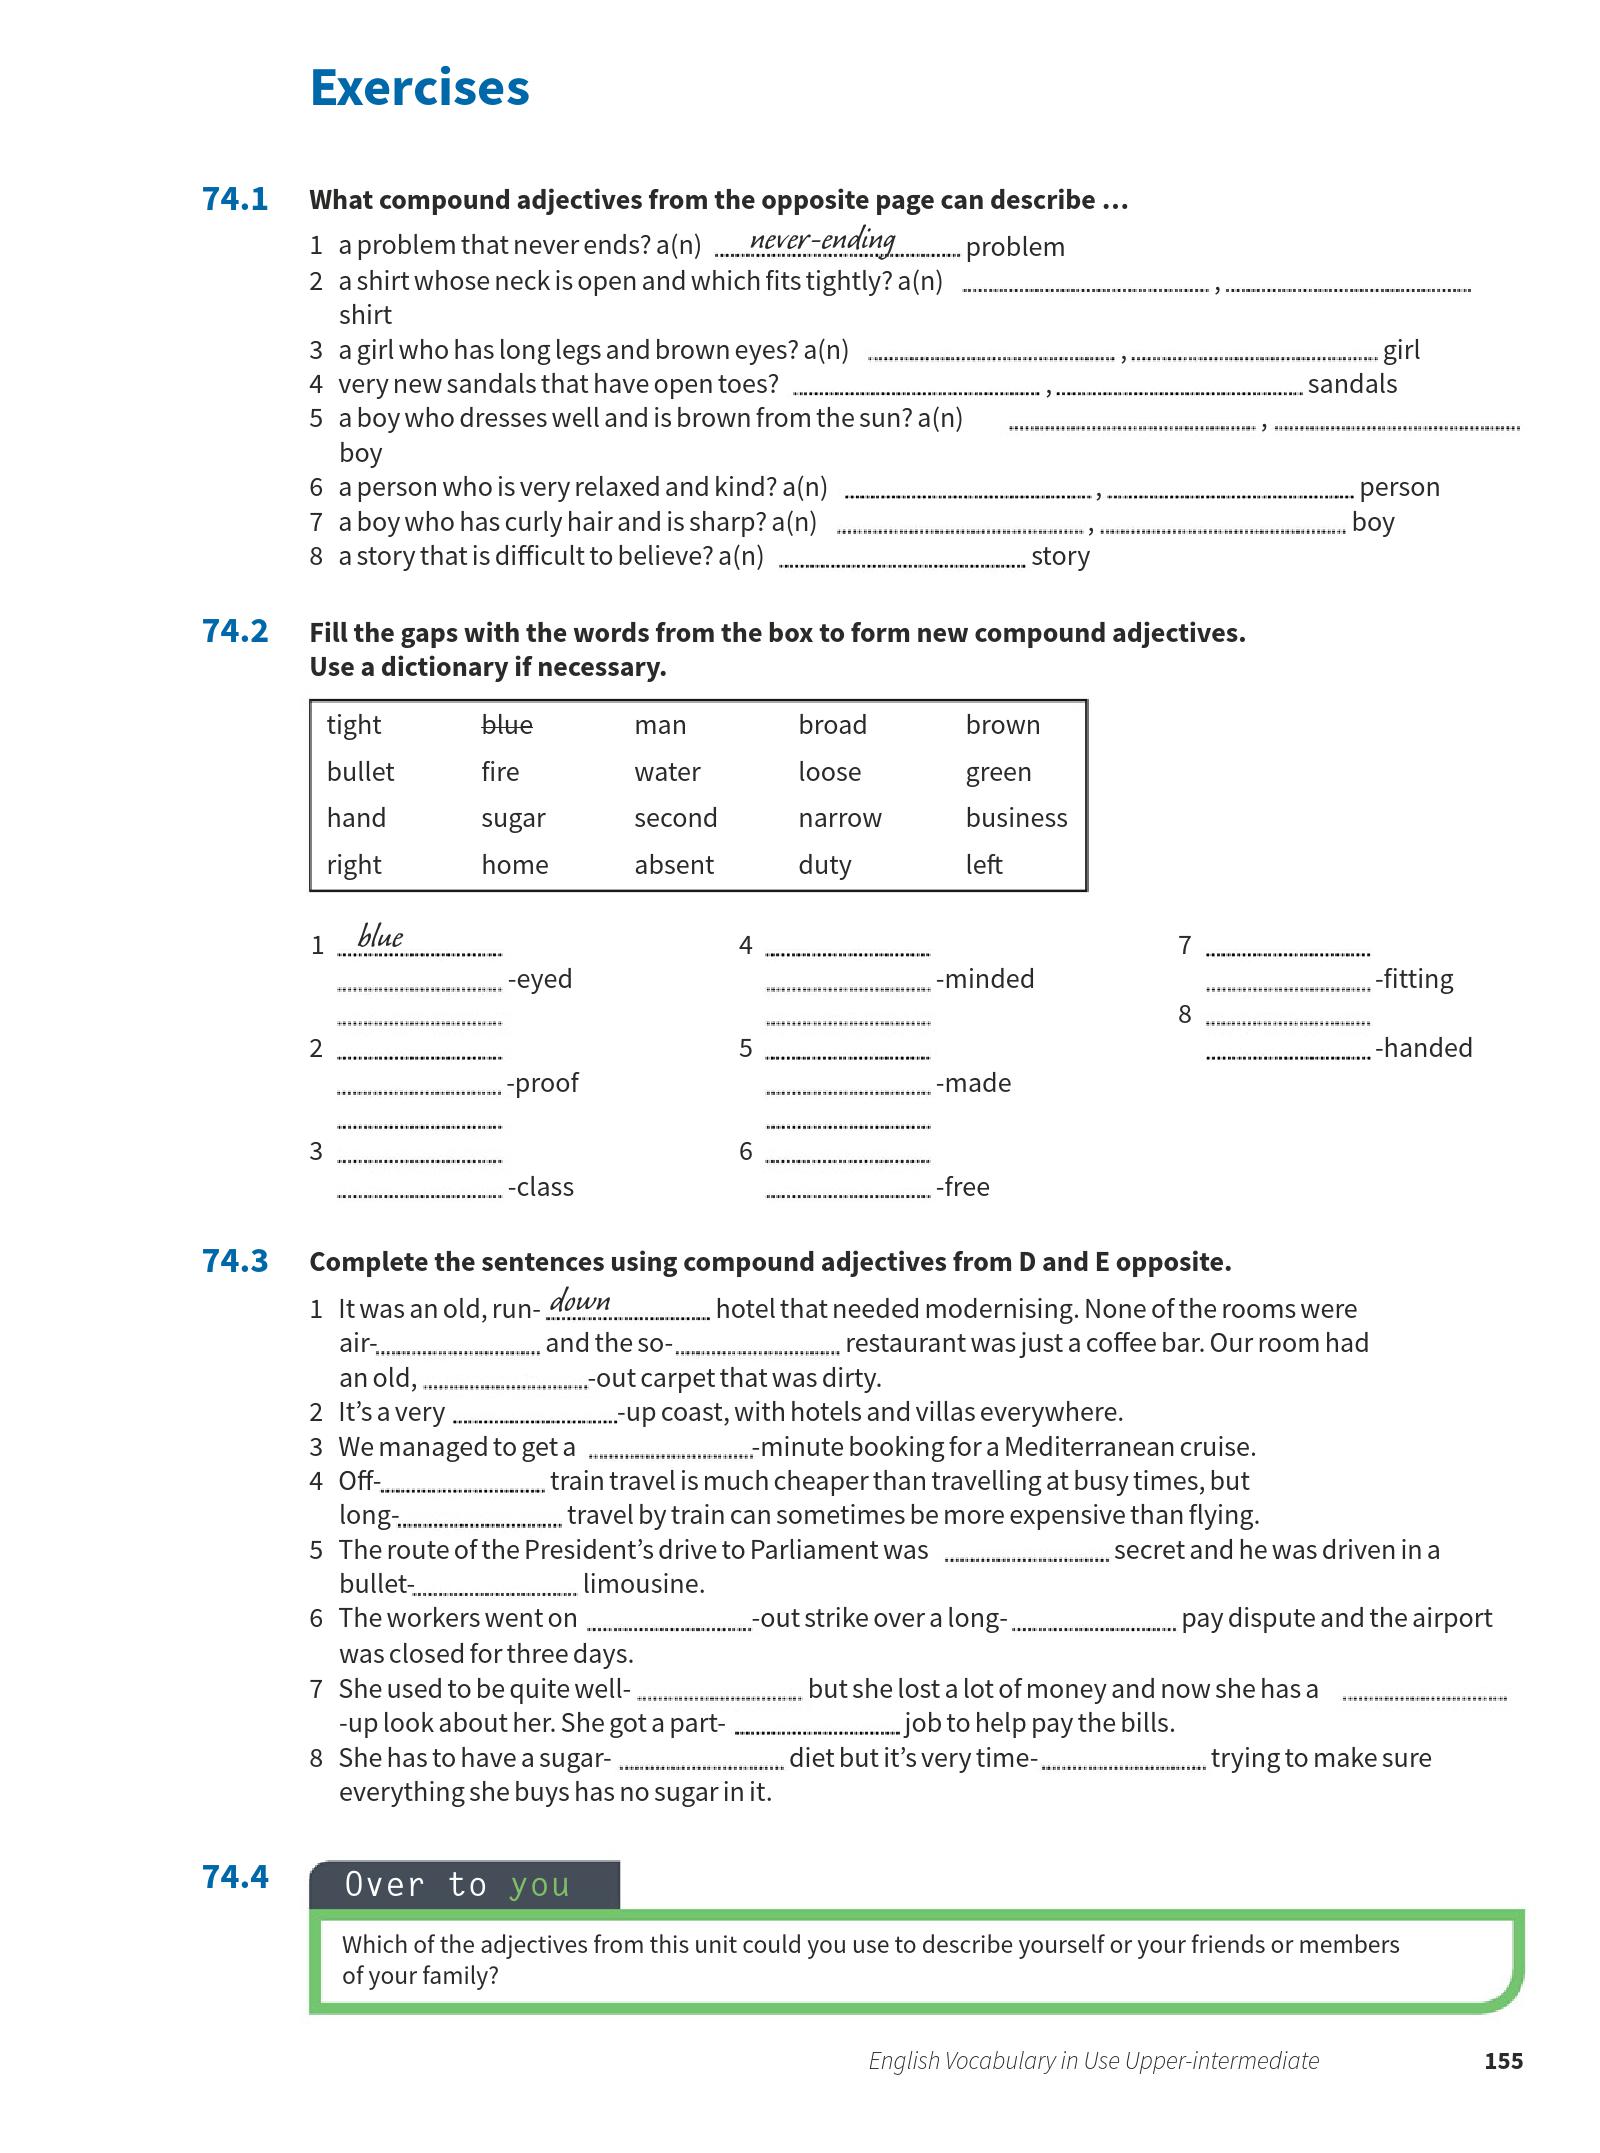 Exercises
74.1 What compound adjectives from the opposite page can describe …
1 a problem that never ends? a(n) never-ending problem
2 a shirt whose neck is open and which fits tightly? a(n) , 
shirt
3 a girl who has long legs and brown eyes? a(n) , girl
4 very new sandals that have open toes? , sandals
5 a boy who dresses well and is brown from the sun? a(n) , 
boy
6 a person who is very relaxed and kind? a(n) , person
7 a boy who has curly hair and is sharp? a(n) , boy
8 a story that is difficult to believe? a(n) story
74.2 Fill the gaps with the words from the box to form new compound adjectives.
Use a dictionary if necessary.
tight blue man broad brown
bullet fire water loose green
hand sugar second narrow business
right home absent duty left
1 blue 4 7
-eyed -minded -fitting
8
2 5 -handed
-proof -made
3 6
-class -free
74.3 Complete the sentences using compound adjectives from D and E opposite.
1 It was an old, run- down hotel that needed modernising. None of the rooms were
air- and the so- restaurant was just a coffee bar. Our room had
an old, -out carpet that was dirty.
2 It's a very -up coast, with hotels and villas everywhere.
3 We managed to get a -minute booking for a Mediterranean cruise.
4 Off- train travel is much cheaper than travelling at busy times, but
long- travel by train can sometimes be more expensive than flying.
5 The route of the President's drive to Parliament was secret and he was driven in a
bullet- limousine.
6 The workers went on -out strike over a long- pay dispute and the airport
was closed for three days.
7 She used to be quite well- but she lost a lot of money and now she has a
-up look about her. She got a part- job to help pay the bills.
8 She has to have a sugar- diet but it's very time- trying to make sure
everything she buys has no sugar in it.
74.4 Over to you
Which of the adjectives from this unit could you use to describe yourself or your friends or members
of your family?
English Vocabulary in Use Upper-intermediate 155